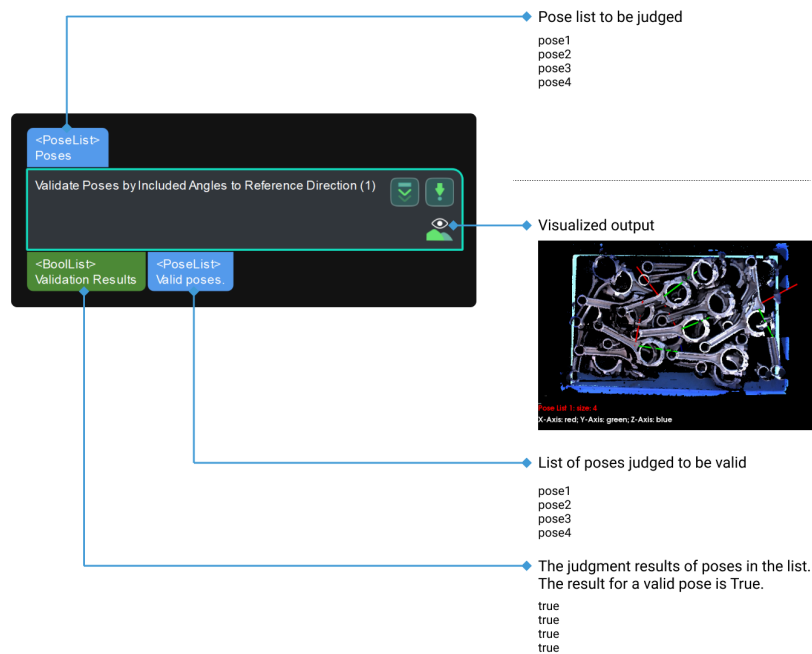 Pose list to be judged
pose1
pose2
pose3
pose4
<PoseList>
Poses
Validate Poses by Included Angles to Reference Direction (1)
Visualized output
<BoolList>
Validation Results
<PoseList>
Valid poses.
Pose List 1: size: 4
X-Axis: red; Y-Axis: green; Z-Axis: blue
List of poses judged to be valid
pose1
pose2
pose3
pose4
The judgment results of poses in the list.
The result for a valid pose is True.
true
true
true
true